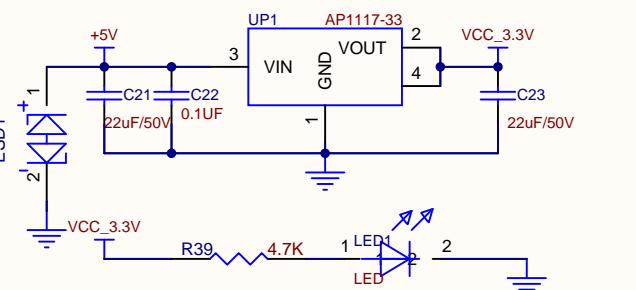 UP1 AP1117-33
+5V
VCC_3.3V
3 VIN GND VOUT 2
4
1
1
+
C21
22uF/50V
C22
0.1UF
C23
22uF/50V
2
VCC_3.3V
R39 4.7K
1 LED1 2
1 2
LED